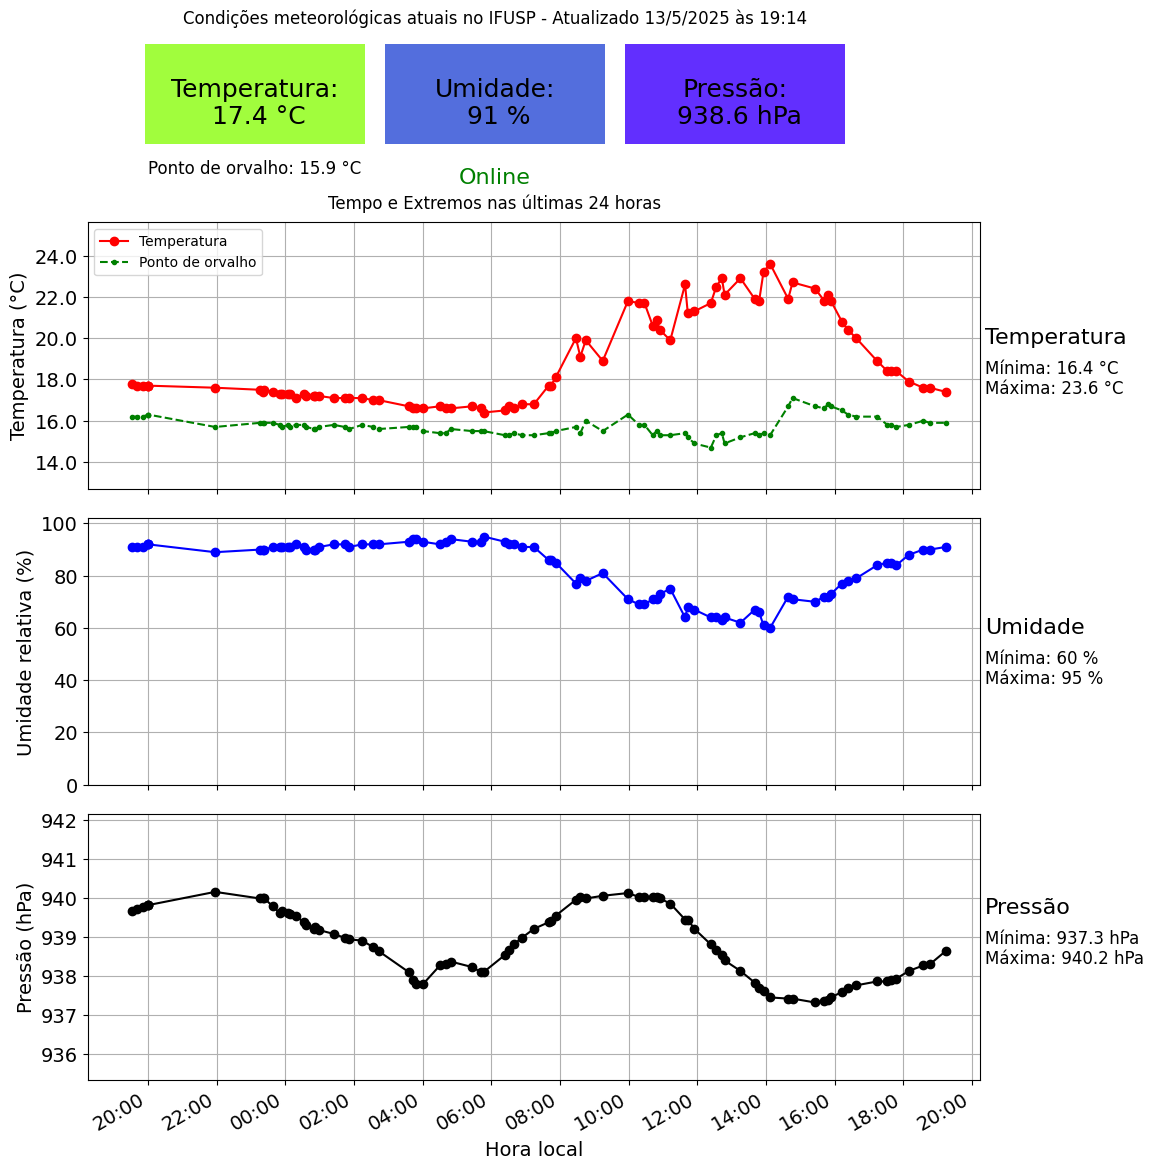 Condições meteorológicas atuais no IFUSP - Atualizado 13/5/2025 às 19:14
Temperatura:
17.4 °C
Umidade:
91 %
Pressão:
938.6 hPa
Ponto de orvalho: 15.9 °C
Online
Tempo e Extremos nas últimas 24 horas
Temperatura
Ponto de orvalho
Temperatura (°C)
24.0
22.0
20.0
18.0
16.0
14.0
Temperatura
Mínima: 16.4 °C
Máxima: 23.6 °C
Umidade relativa (%)
100
80
60
40
20
0
Umidade
Mínima: 60 %
Máxima: 95 %
Pressão (hPa)
942
941
940
939
938
937
936
Pressão
Mínima: 937.3 hPa
Máxima: 940.2 hPa
20:00 22:00 00:00 02:00 04:00 06:00 08:00 10:00 12:00 14:00 16:00 18:00 20:00
Hora local